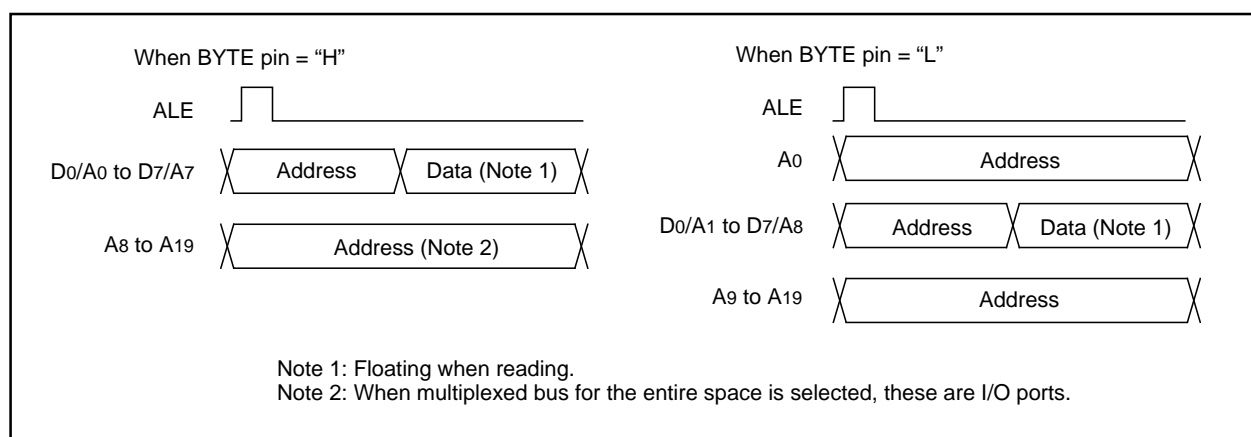 When BYTE pin = “H”
ALE
D0/A0 to D7/A7
Address
Data (Note 1)
A8 to A19
Address (Note 2)
When BYTE pin = “L”
ALE
A0
Address
D0/A1 to D7/A8
Address
Data (Note 1)
A9 to A19
Address
Note 1: Floating when reading.
Note 2: When multiplexed bus for the entire space is selected, these are I/O ports.